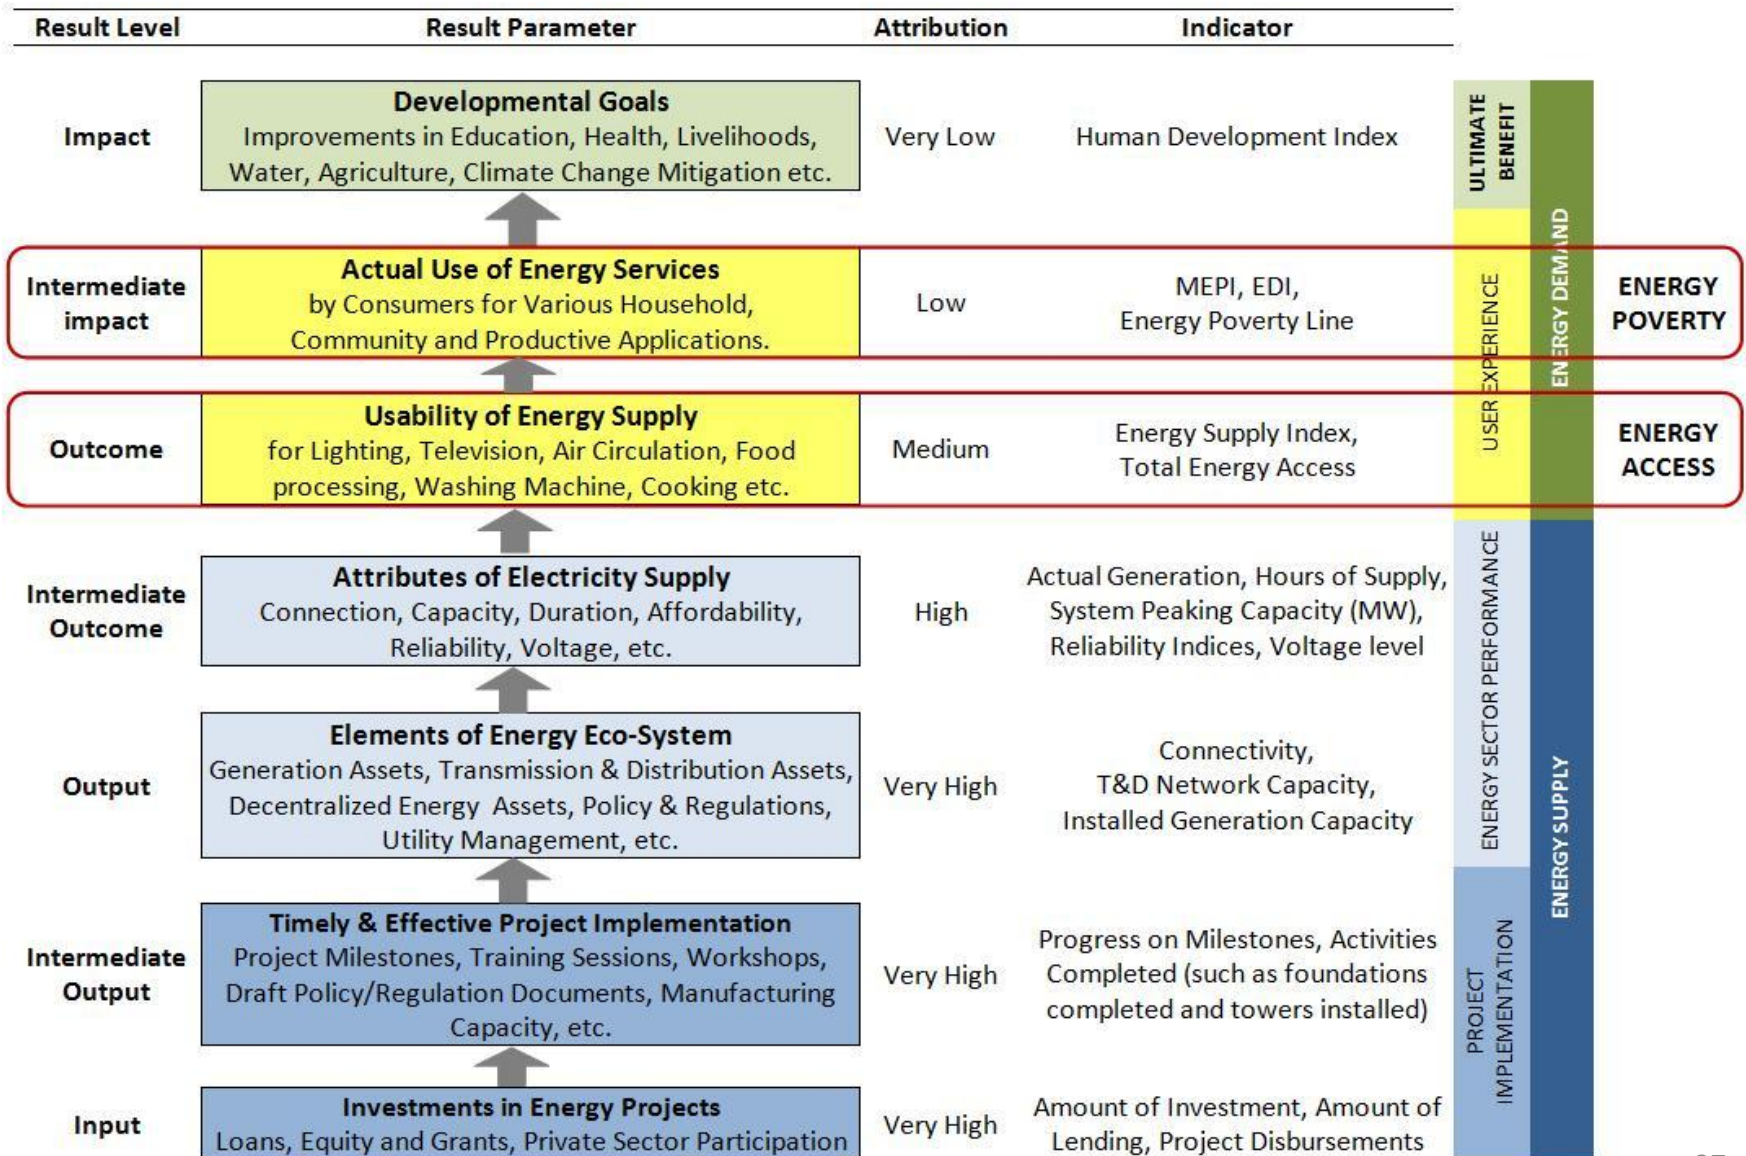 Result Level
Result Parameter
Attribution
Indicator
Impact
Developmental Goals
Improvements in Education, Health, Livelihoods,
Water, Agriculture, Climate Change Mitigation etc.
Very Low
Human Development Index
Intermediate
impact
Actual Use of Energy Services
by Consumers for Various Household,
Community and Productive Applications.
Low
MEPI, EDI,
Energy Poverty Line
ENERGY
POVERTY
Outcome
Usability of Energy Supply
for Lighting, Television, Air Circulation, Food
processing, Washing Machine, Cooking etc.
Medium
Energy Supply Index,
Total Energy Access
ENERGY
ACCESS
Intermediate
Outcome
Attributes of Electricity Supply
Connection, Capacity, Duration, Affordability,
Reliability, Voltage, etc.
High
Actual Generation, Hours of Supply,
System Peaking Capacity (MW),
Reliability Indices, Voltage level
Output
Elements of Energy Eco-System
Generation Assets, Transmission & Distribution Assets,
Decentralized Energy Assets, Policy & Regulations,
Utility Management, etc.
Very High
Connectivity,
T&D Network Capacity,
Installed Generation Capacity
Intermediate
Output
Timely & Effective Project Implementation
Project Milestones, Training Sessions, Workshops,
Draft Policy/Regulation Documents, Manufacturing
Capacity, etc.
Very High
Progress on Milestones, Activities
Completed (such as foundations
completed and towers installed)
Input
Investments in Energy Projects
Loans, Equity and Grants, Private Sector Participation
Very High
Amount of Investment, Amount of
Lending, Project Disbursements
ULTIMATE
BENEFIT
USER EXPERIENCE
ENERGY SECTOR PERFORMANCE
PROJECT
IMPLEMENTATION
ENERGY DEMAND
ENERGY SUPPLY